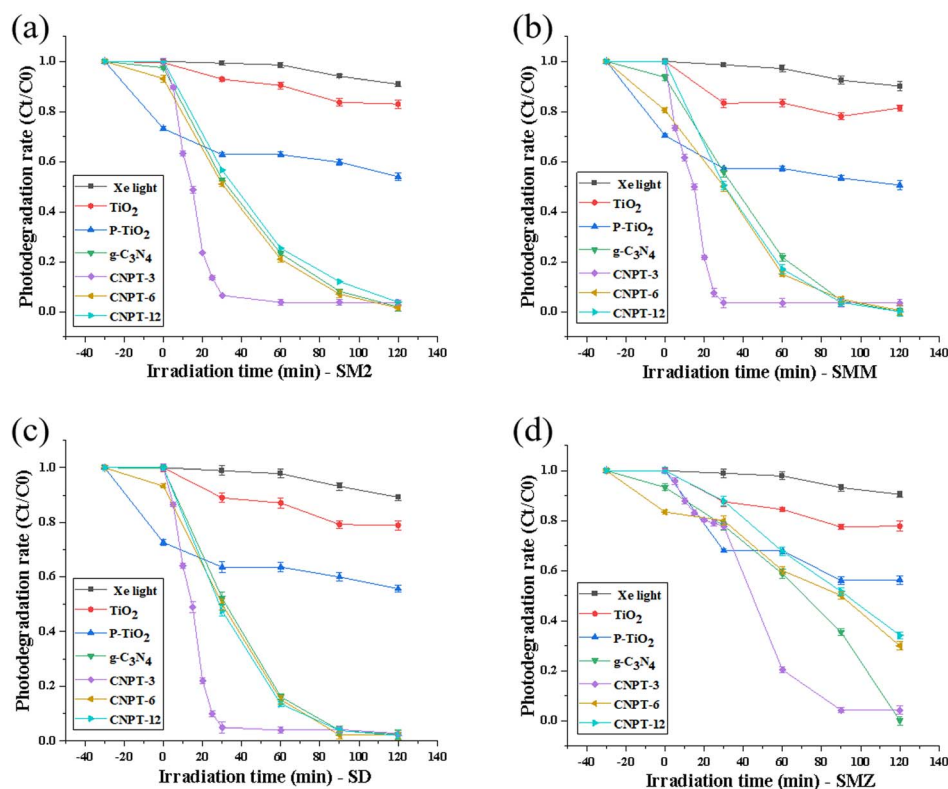 (a)
Photodegradation rate (Ct/C0)
1.0
0.8
0.6
0.4
0.2
0.0
Xe light
TiO2
P-TiO2
g-C3N4
CNPT-3
CNPT-6
CNPT-12
-40 -20 0 20 40 60 80 100 120 140
Irradiation time (min) - SM2
(b)
Photodegradation rate (Ct/C0)
1.0
0.8
0.6
0.4
0.2
0.0
Xe light
TiO2
P-TiO2
g-C3N4
CNPT-3
CNPT-6
CNPT-12
-40 -20 0 20 40 60 80 100 120 140
Irradiation time (min) - SMM
(c)
Photodegradation rate (Ct/C0)
1.0
0.8
0.6
0.4
0.2
0.0
Xe light
TiO2
P-TiO2
g-C3N4
CNPT-3
CNPT-6
CNPT-12
-40 -20 0 20 40 60 80 100 120 140
Irradiation time (min) - SD
(d)
Photodegradation rate (Ct/C0)
1.0
0.8
0.6
0.4
0.2
0.0
Xe light
TiO2
P-TiO2
g-C3N4
CNPT-3
CNPT-6
CNPT-12
-40 -20 0 20 40 60 80 100 120 140
Irradiation time (min) - SMZ